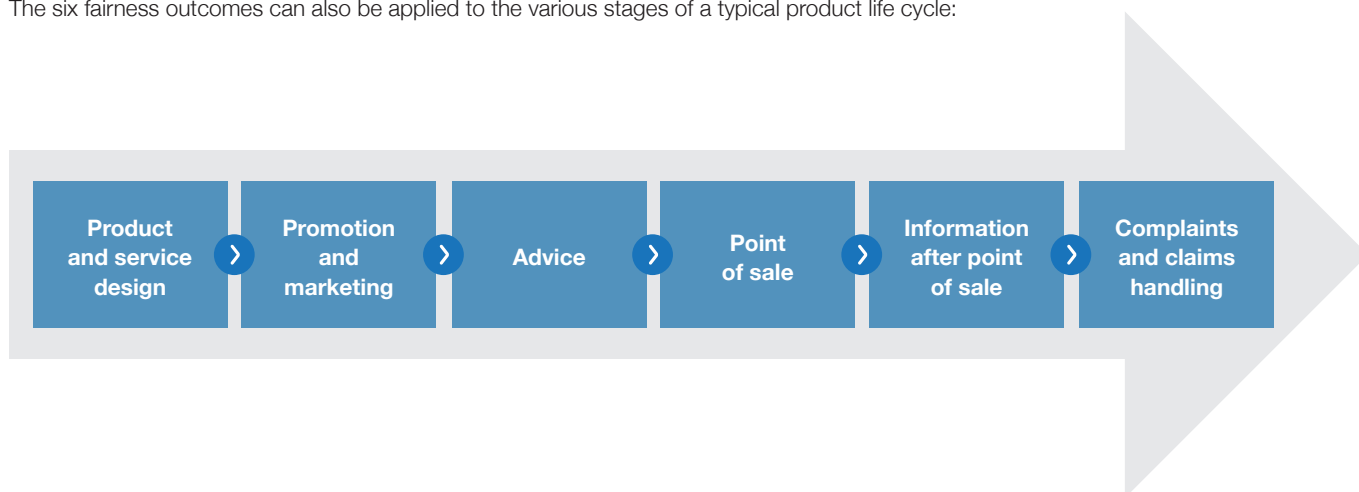 The six fairness outcomes can also be applied to the various stages of a typical product life cycle:
Product
and service
design
Promotion
and
marketing
Advice
Point
of sale
Information
after point
of sale
Complaints
and claims
handling